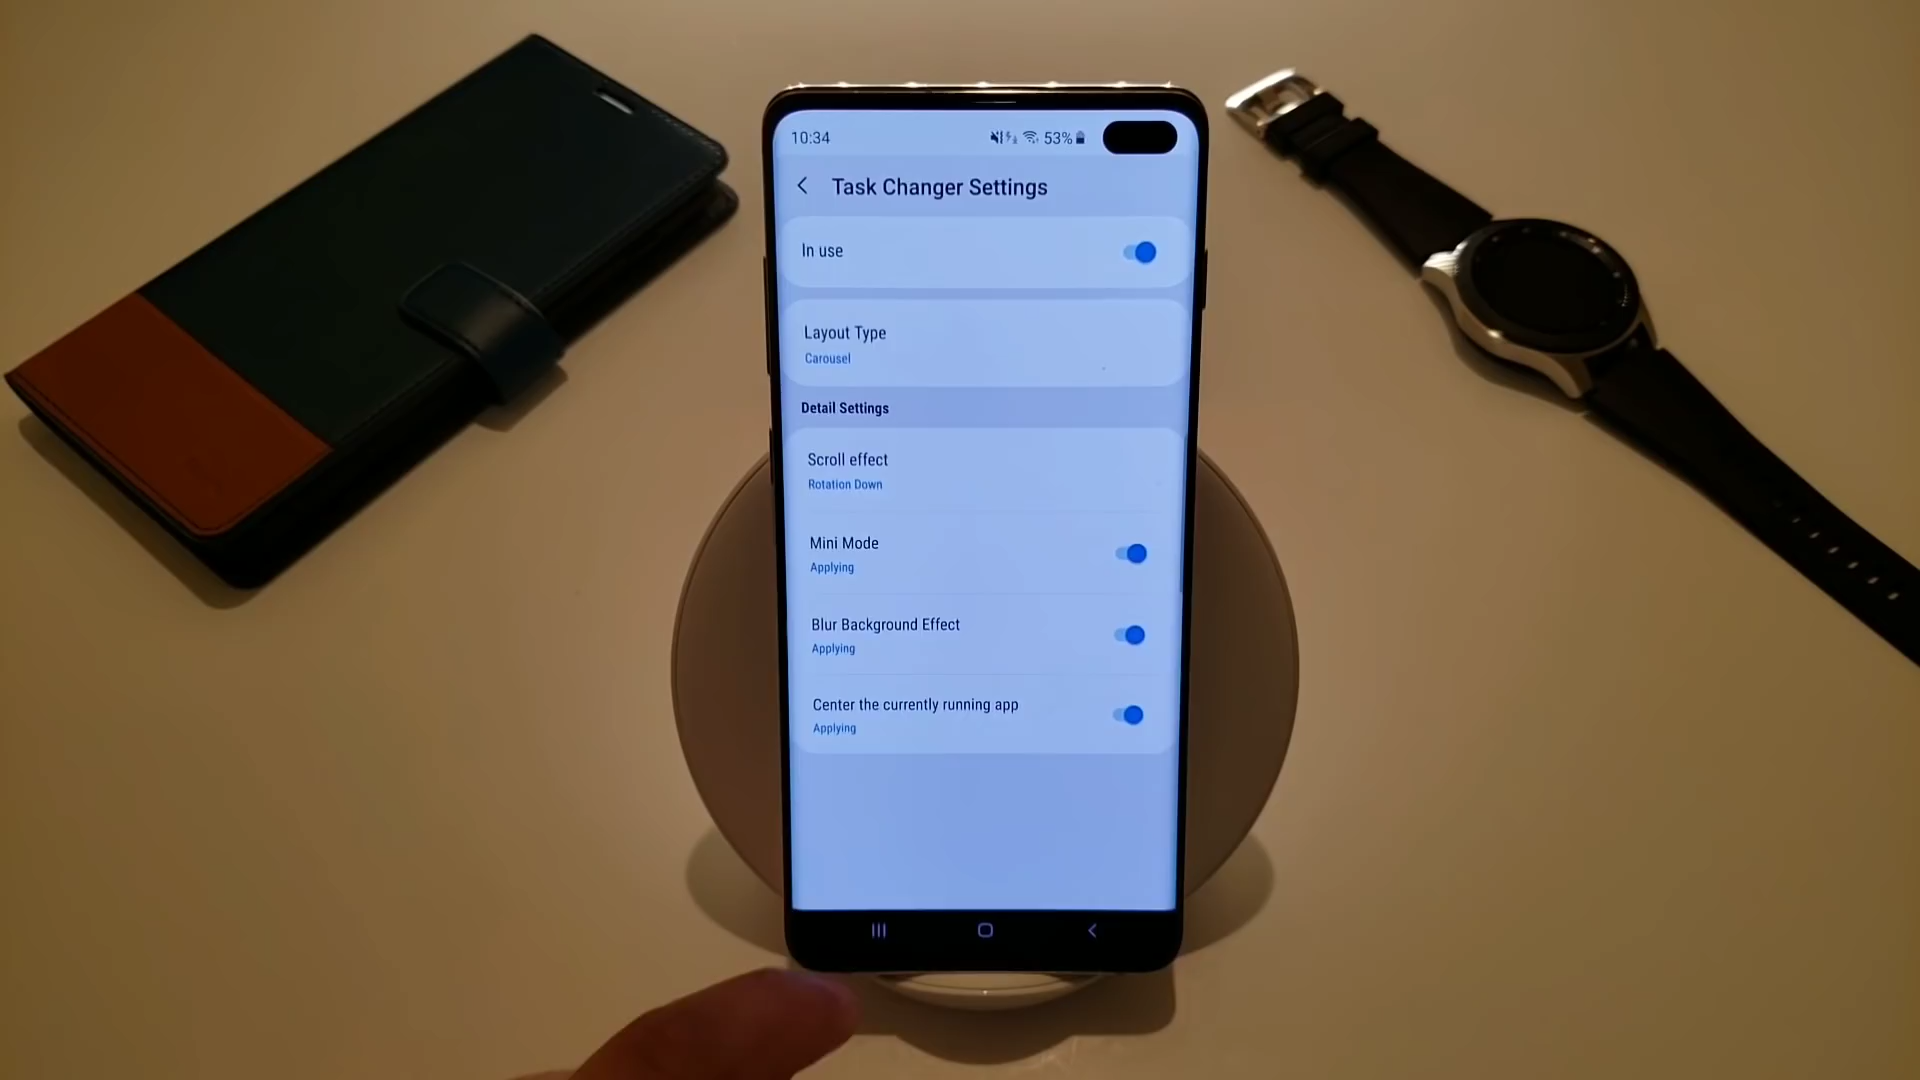 10:34 53%
Task Changer Settings
In use
Layout Type
Carousel
Detail Settings
Scroll effect
Rotation Down
Mini Mode
Applying
Blur Background Effect
Applying
Center the currently running app
Applying